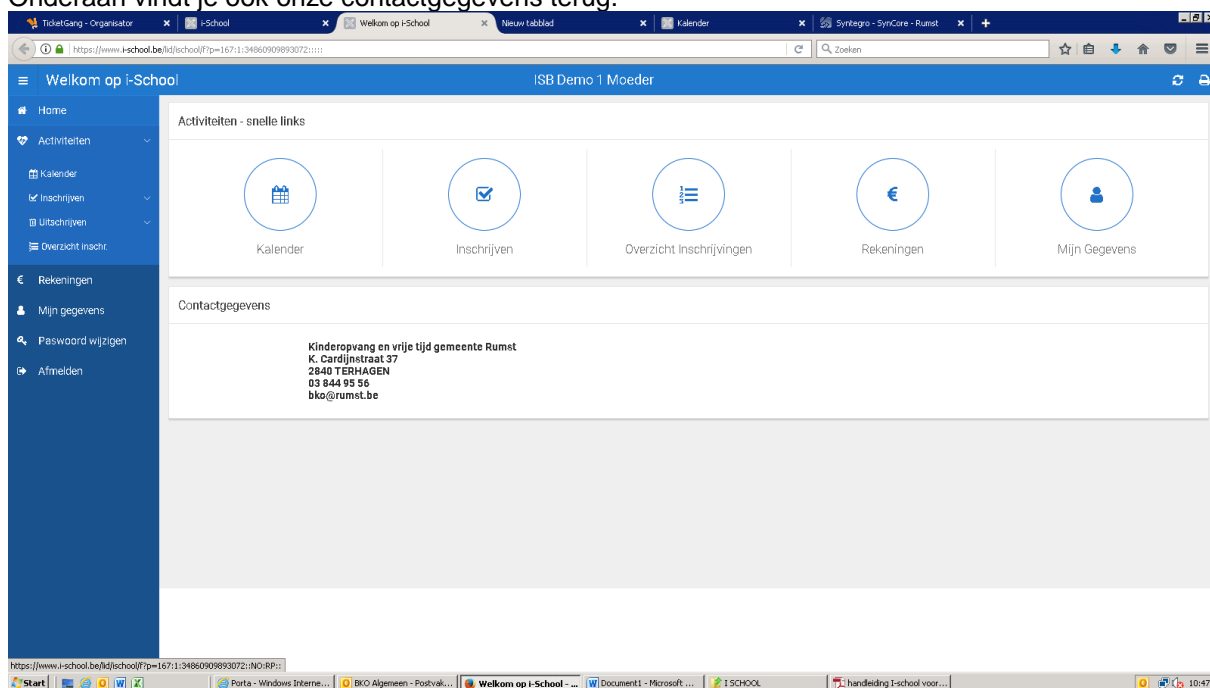 Onderaan vindt je ook onze contactgegevens terug.
TicketGang - Organisator
i-School
Welkom op i-School
Nieuw tabblad
Kalender
Syntegro - SynCore - Rumst
https://www.i-school.be/lid/ischool/f?p=167:1:34860909893072:::::
Zoeken
Welkom op i-School
ISB Demo 1 Moeder
Home
Activiteiten
Kalender
Inschrijven
Uitschrijven
Overzicht inschr.
Rekeningen
Mijn gegevens
Paswoord wijzigen
Afmelden
Activiteiten - snelle links
Kalender
Inschrijven
Overzicht Inschrijvingen
€
Rekeningen
Mijn Gegevens
Contactgegevens
Kinderopvang en vrije tijd gemeente Rumst
K. Cardijnstraat 37
2840 TERHAGEN
03 844 95 56
bko@rumst.be
https://www.i-school.be/lid/ischool/f?p=167:1:34860909893072::NO:RP::
Start
Porta - Windows Interne...
BKO Algemeen - Postvak...
Welkom op i-School - ...
Document1 - Microsoft ...
I SCHOOL
handleiding I-school voor...
10:47